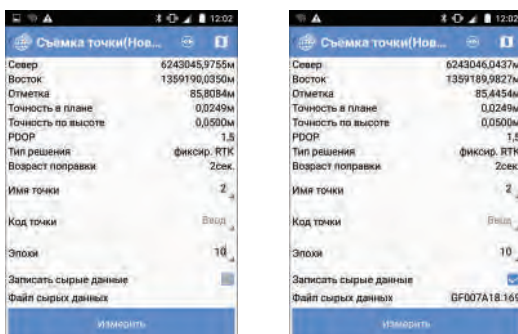 12:02
Съёмка точки(Нов...
Север 6243045,9755м
Восток 1359190,0350м
Отметка 85,8084м
Точность в плане 0,0249м
Точность по высоте 0,0500м
PDOP 1,5
Тип решения фиксир. RTK
Возраст поправки 2сек.
Имя точки 2
Код точки Ввод
Эпохи 10
Записать сырые данные
Файл сырых данных
Измерить
12:02
Съёмка точки(Нов...
Север 6243046,0437м
Восток 1359189,9827м
Отметка 85,4454м
Точность в плане 0,0249м
Точность по высоте 0,0500м
PDOP 1,5
Тип решения фиксир. RTK
Возраст поправки 2сек.
Имя точки 2
Код точки Ввод
Эпохи 10
Записать сырые данные
Файл сырых данных GF007A18.169
Измерить